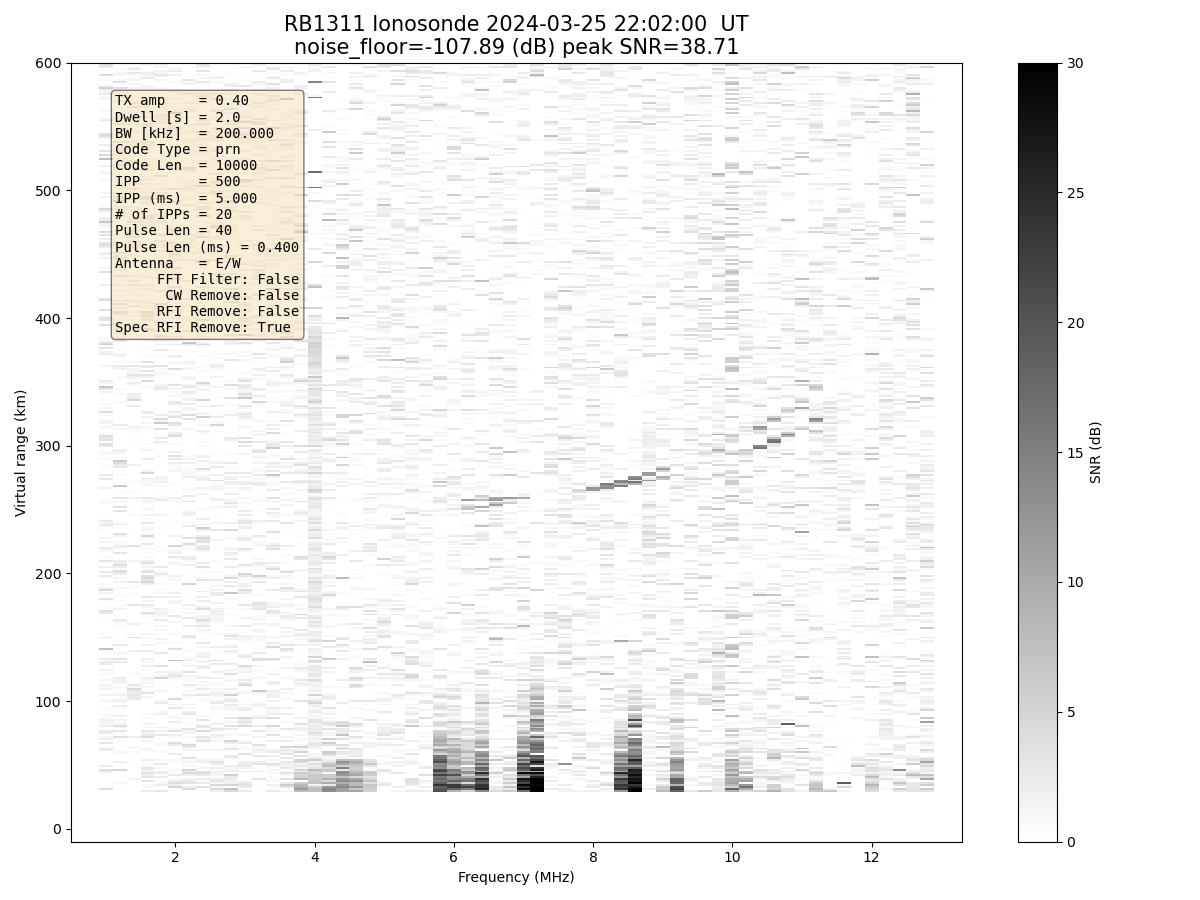 RB1311 Ionosonde 2024-03-25 22:02:00  UT
noise_floor=-107.89 (dB) peak SNR=38.71
TX amp    = 0.40
Dwell [s] = 2.0
BW [kHz]  = 200.000
Code Type = prn
Code Len  = 10000
IPP       = 500
IPP (ms)  = 5.000
# of IPPs = 20
Pulse Len = 40
Pulse Len (ms) = 0.400
Antenna   = E/W
FFT Filter: False
CW Remove: False
RFI Remove: False
Spec RFI Remove: True
Virtual range (km)
600
500
400
300
200
100
0
2 4 6 8 10 12
Frequency (MHz)
30
25
20
15
10
5
0
SNR (dB)